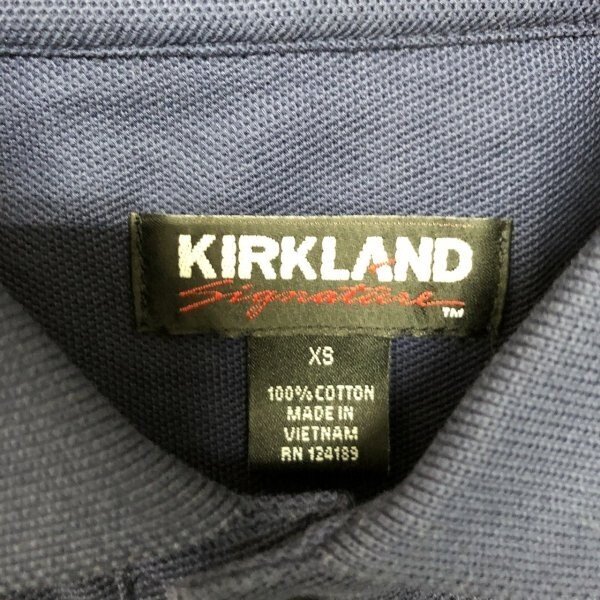 KIRKLAND
Signature
TM
XS
100% COTTON
MADE IN
VIETNAM
RN 124189